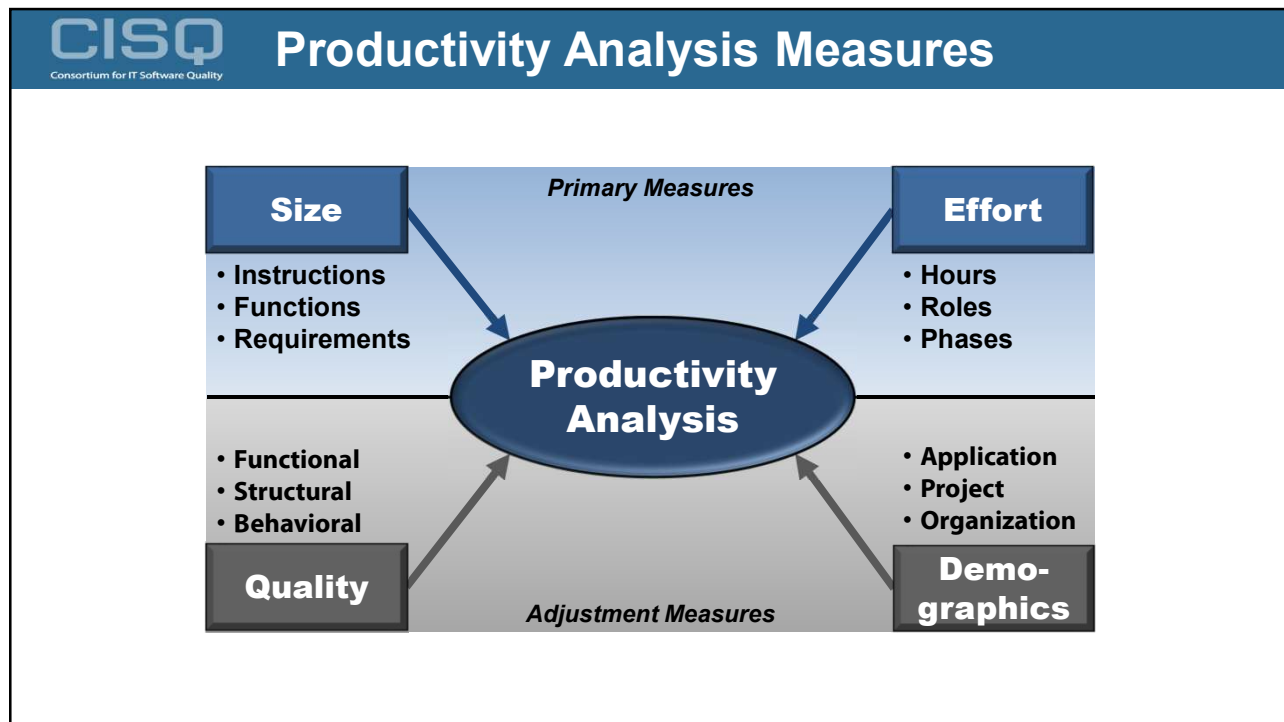 CISQ
Consortium for IT Software Quality
Productivity Analysis Measures
Primary Measures
Size
• Instructions
• Functions
• Requirements
Effort
• Hours
• Roles
• Phases
Productivity
Analysis
• Functional
• Structural
• Behavioral
Quality
• Application
• Project
• Organization
Demo-
graphics
Adjustment Measures